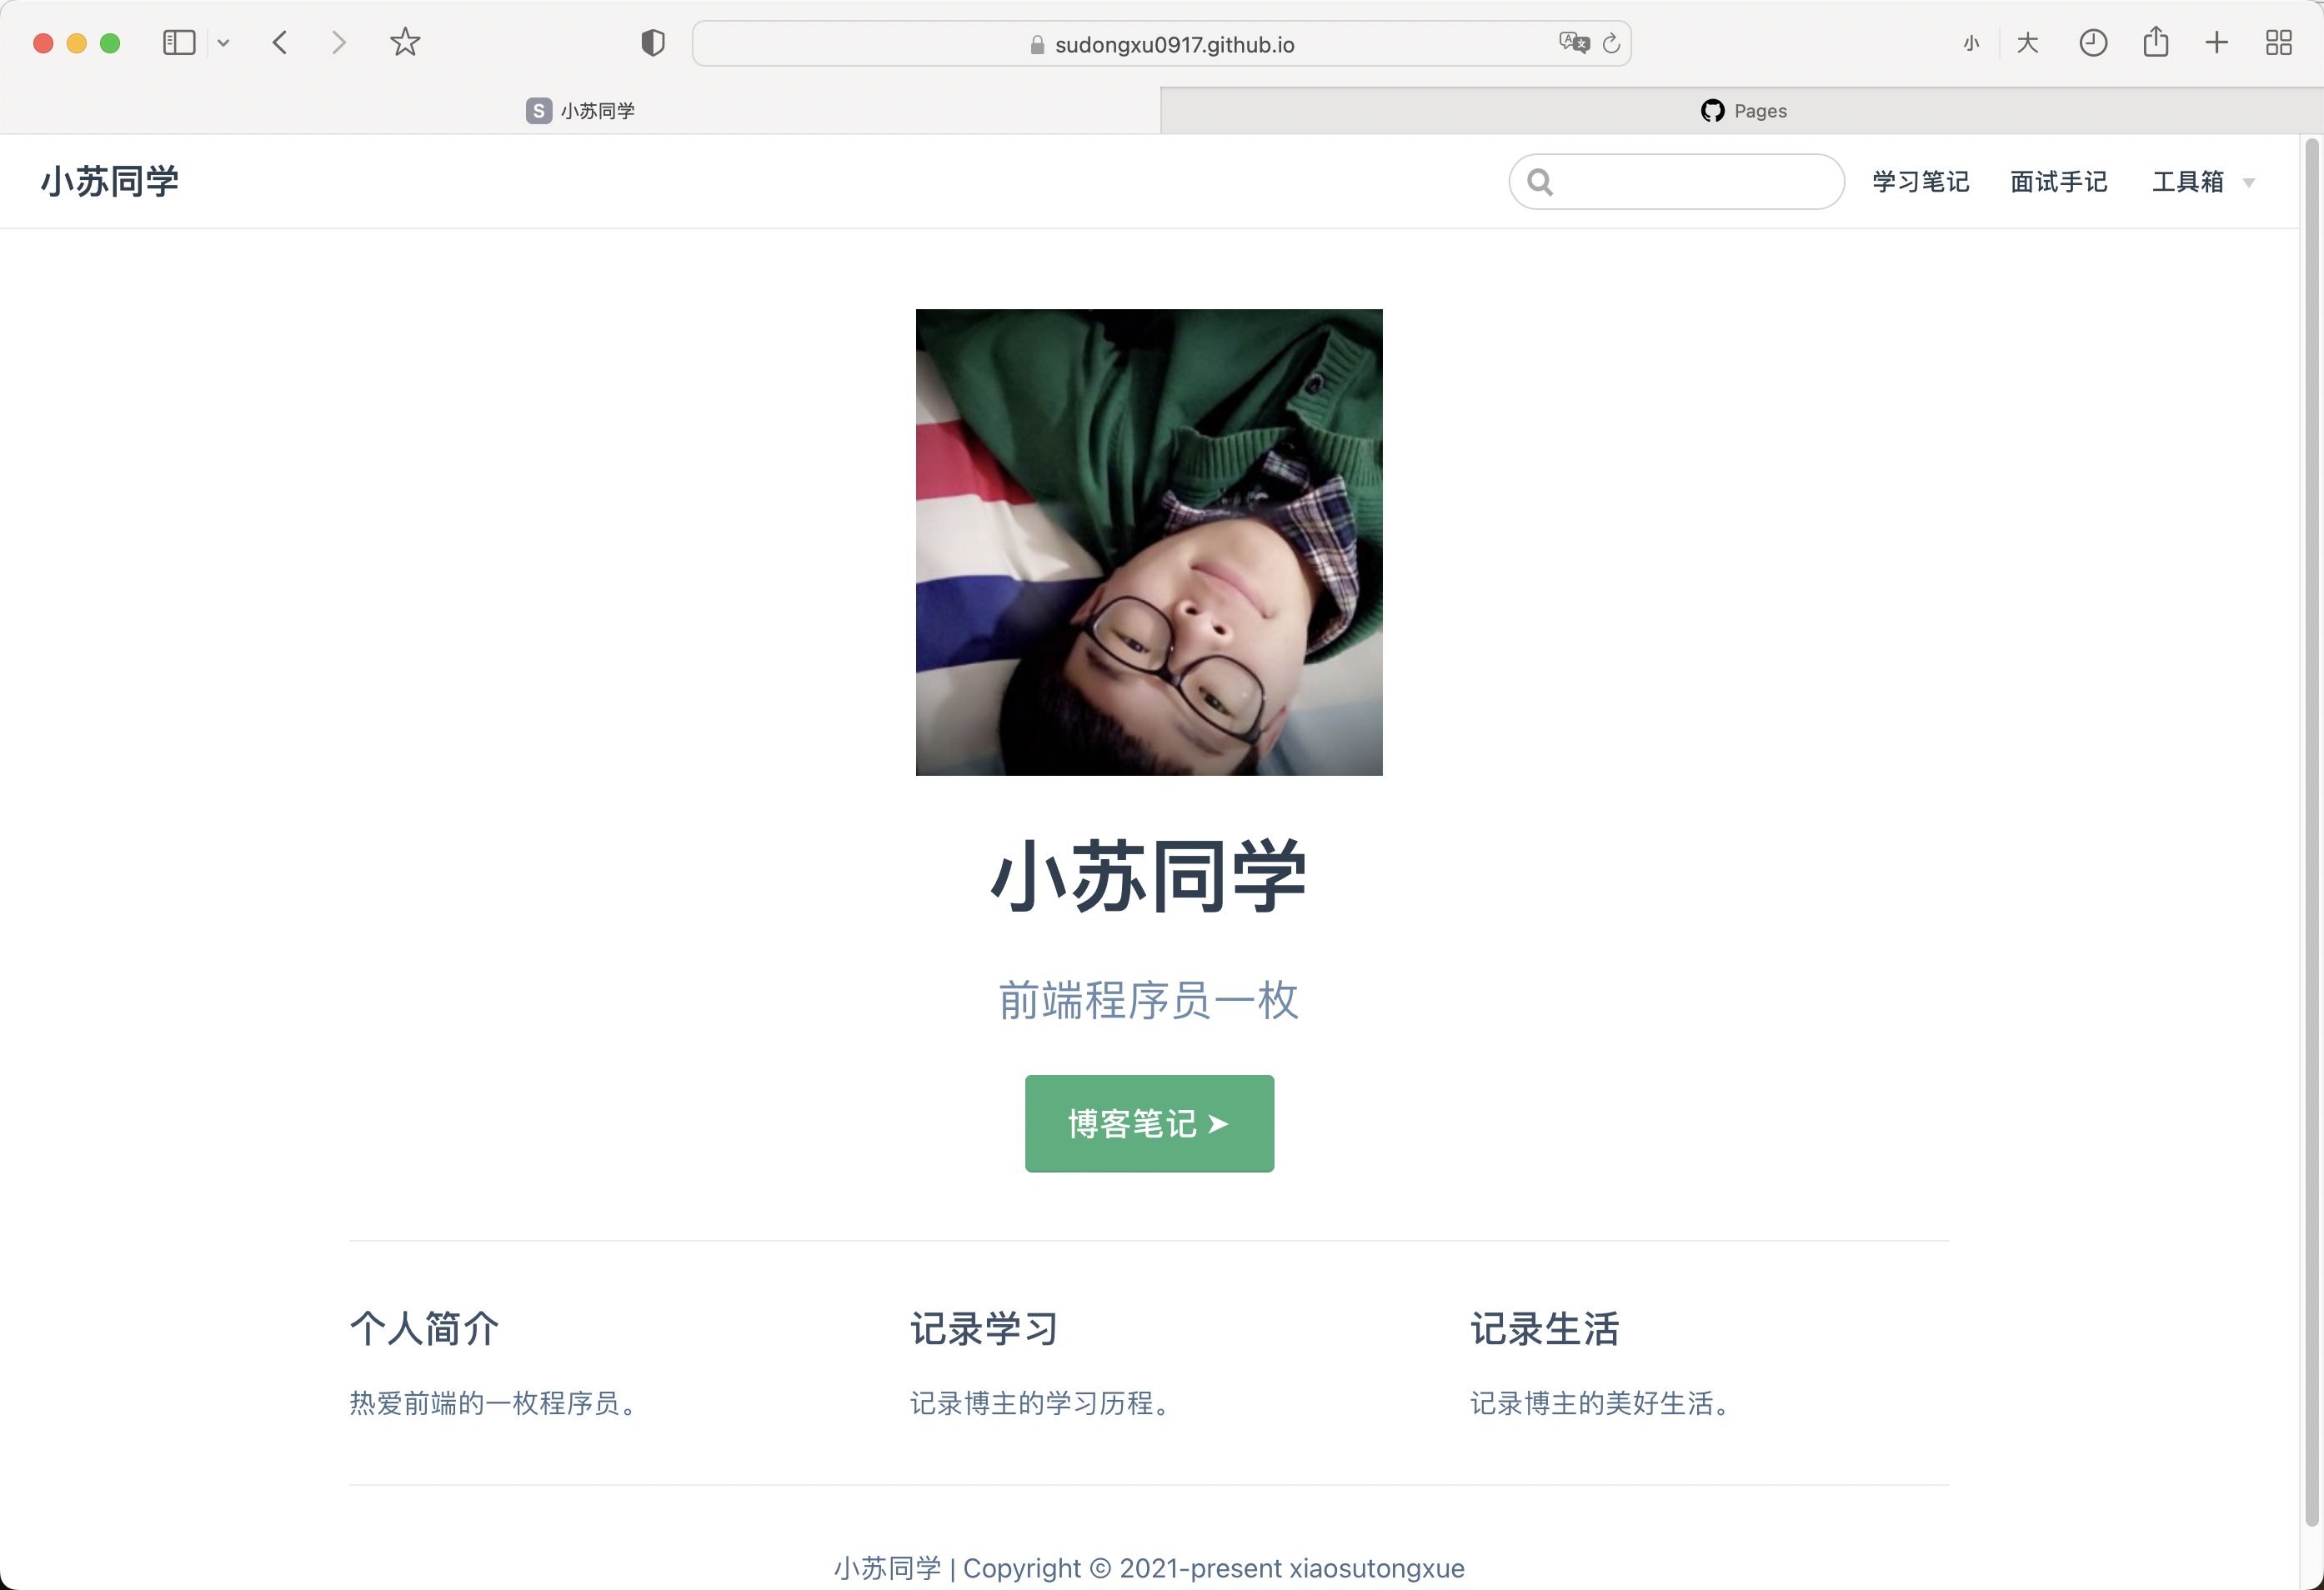 小 大
sudongxu0917.github.io
S 小苏同学
Pages
小苏同学
学习笔记 面试手记 工具箱
小苏同学
前端程序员一枚
博客笔记 ➤
个人简介 记录学习 记录生活
热爱前端的一枚程序员。 记录博主的学习历程。 记录博主的美好生活。
小苏同学 | Copyright © 2021-present xiaosutongxue